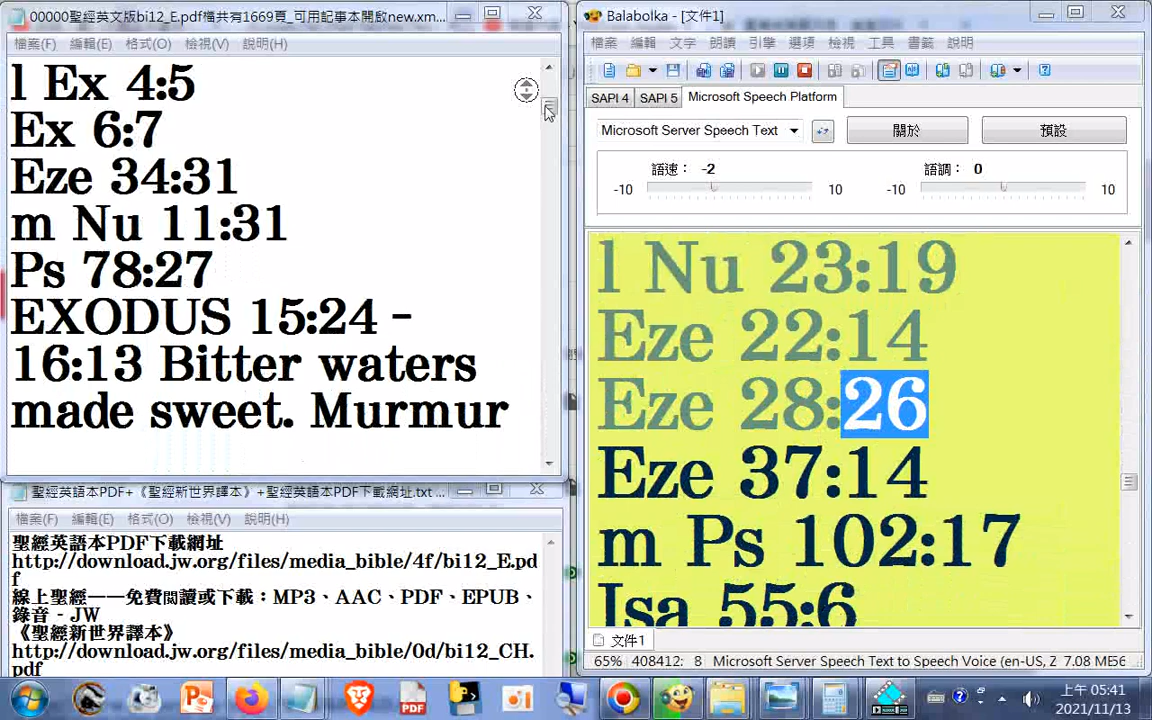 00000聖經英文版bi12_E.pdf檔共有1669頁_可用記事本開啟new.xm...
檔案(F) 編輯(E) 格式(O) 檢視(V) 說明(H)
l Ex 4:5
Ex 6:7
Eze 34:31
m Nu 11:31
Ps 78:27
EXODUS 15:24 -
16:13 Bitter waters
made sweet. Murmur
聖經英語本PDF+《聖經新世界譯本》+聖經英語本PDF下載網址.txt ...
檔案(F) 編輯(E) 格式(O) 檢視(V) 說明(H)
聖經英語本PDF下載網址
http://download.jw.org/files/media_bible/4f/bi12_E.pd
f
線上聖經——免費閱讀或下載：MP3、AAC、PDF、EPUB、
錄音 - JW
《聖經新世界譯本》
http://download.jw.org/files/media_bible/0d/bi12_CH.
pdf
Balabolka - [文件1]
檔案 編輯 文字 朗讀 引擎 選項 檢視 工具 書籤 說明
SAPI 4 SAPI 5 Microsoft Speech Platform
Microsoft Server Speech Text
關於
預設
語速： -2
語調： 0
-10 10 -10 10
l Nu 23:19
Eze 22:14
Eze 28:26
Eze 37:14
m Ps 102:17
Isa 55:6
文件1
65% 408412: 8 Microsoft Server Speech Text to Speech Voice (en-US, Z 7.08 ME56
上午 05:41
2021/11/13